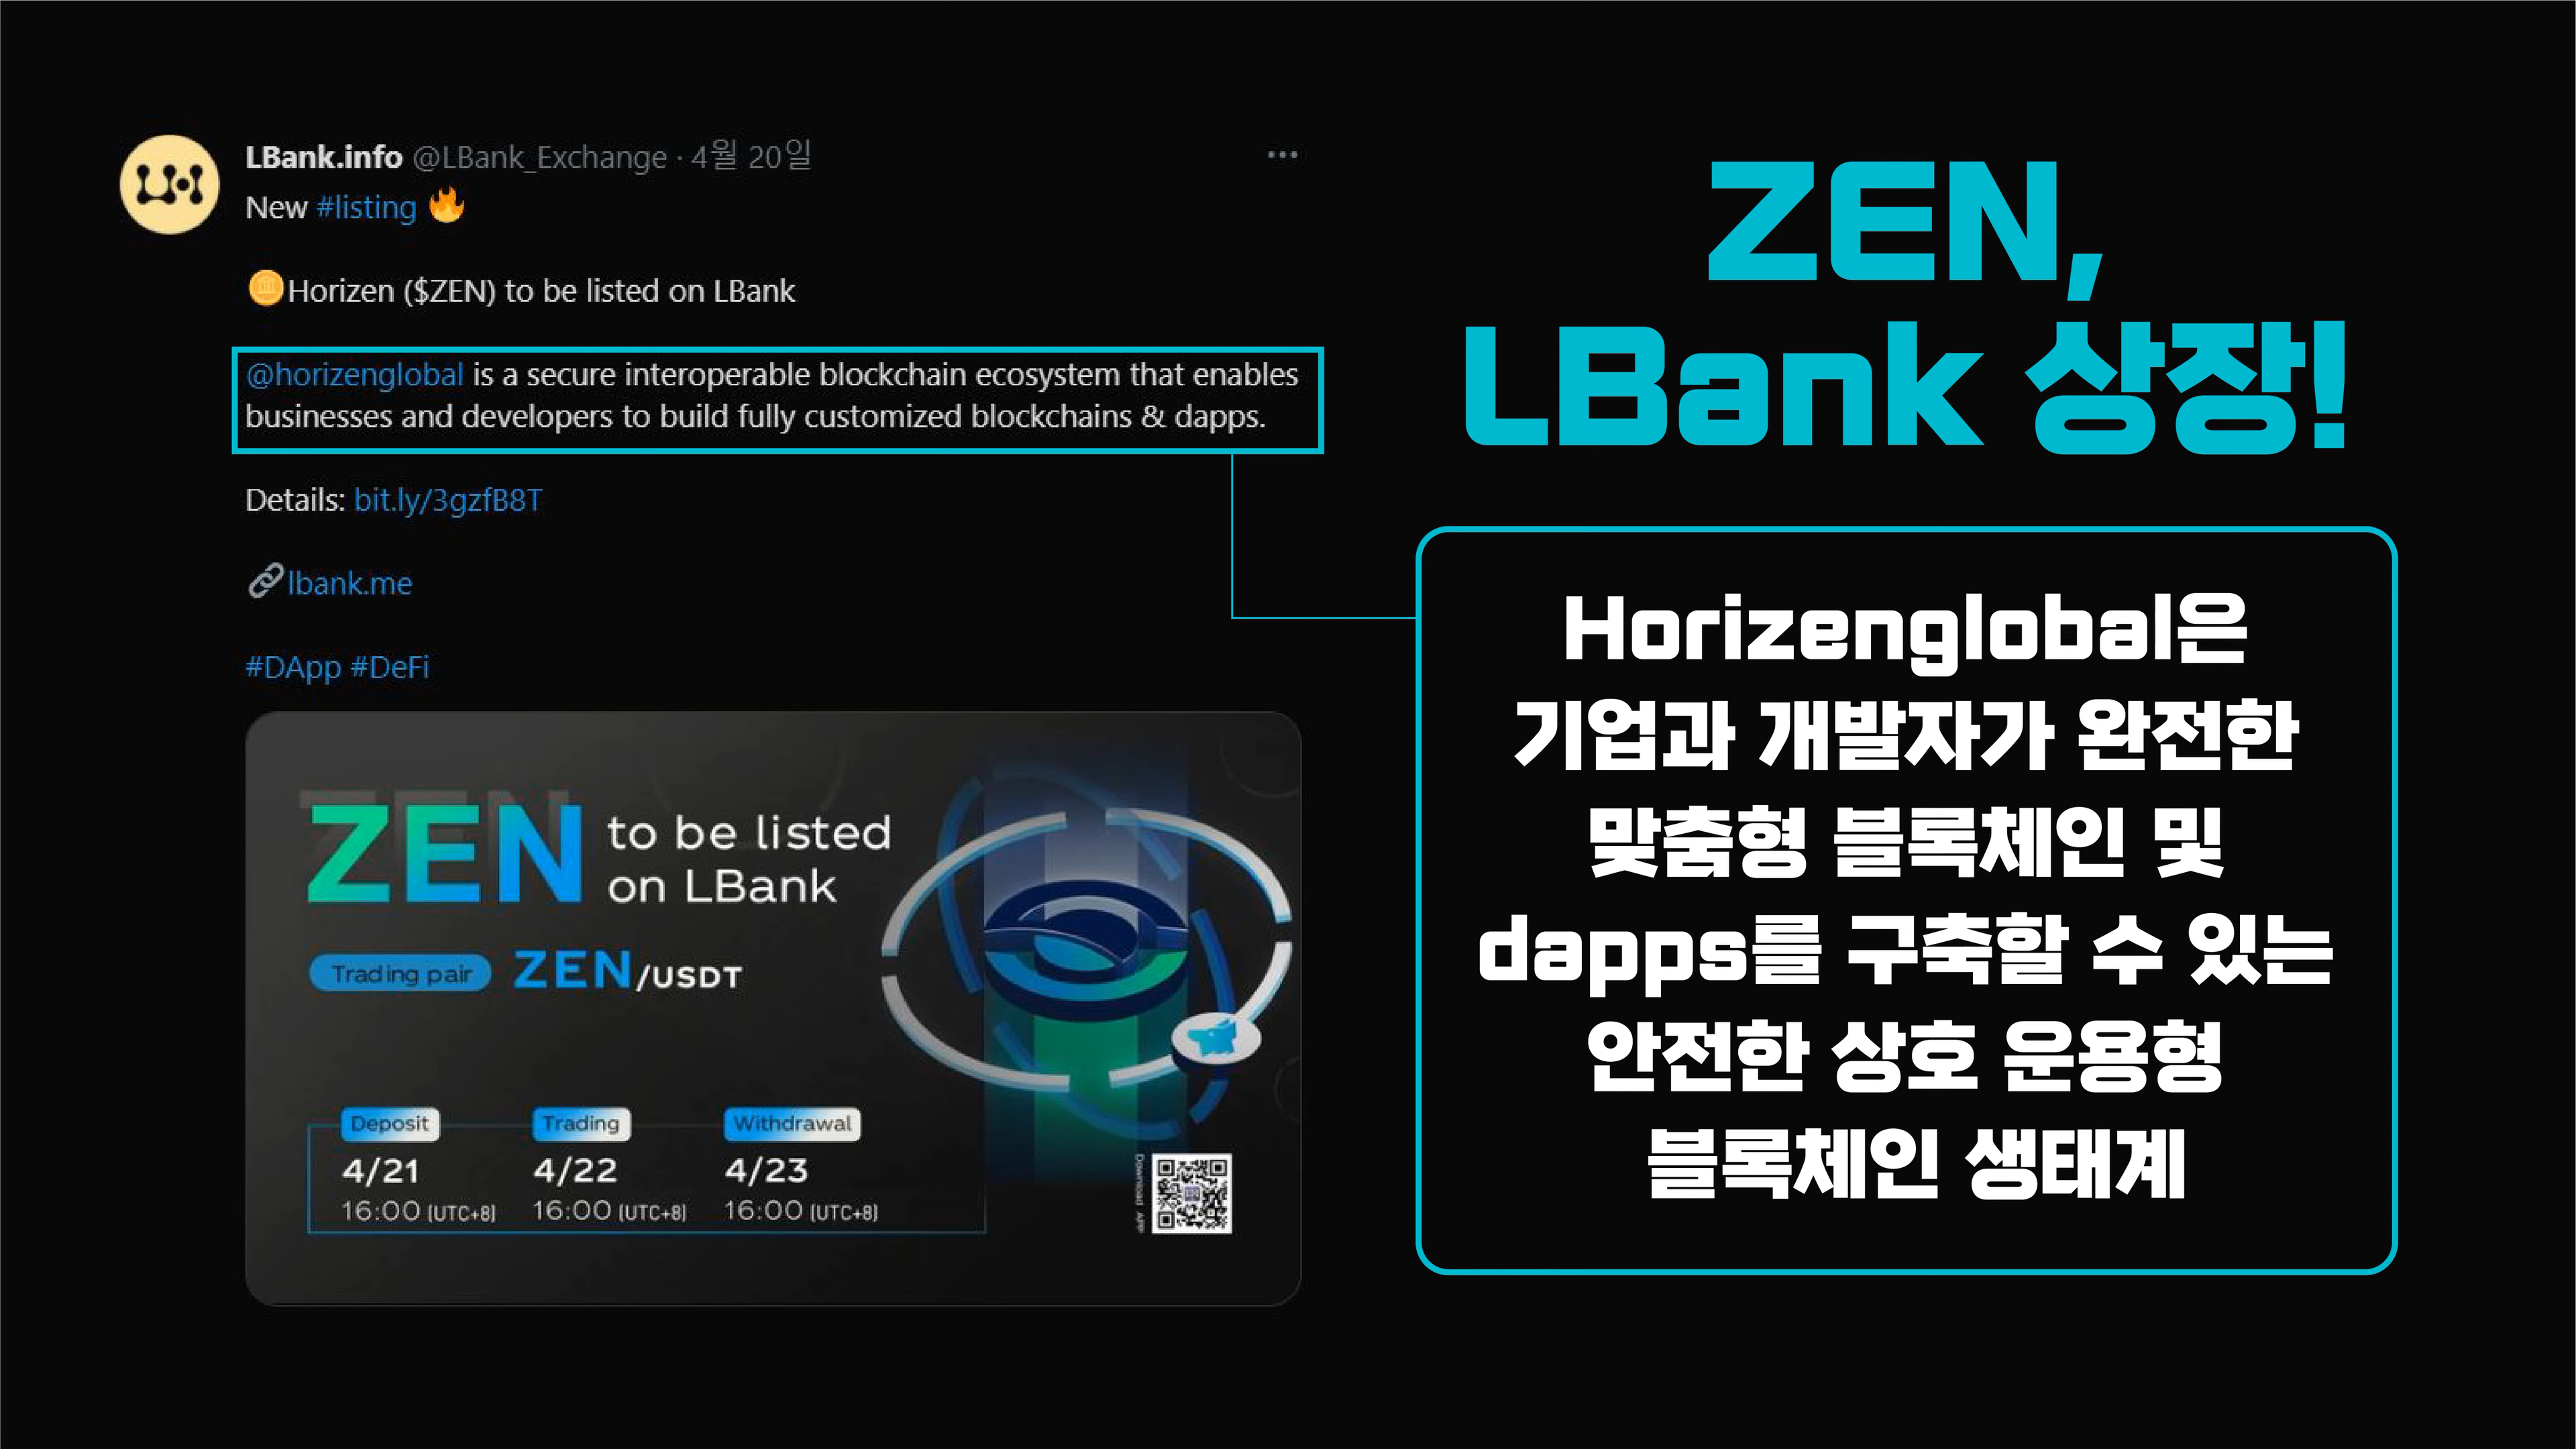 LBank.info @LBank_Exchange · 4월 20일
New #listing 🔥
🪙Horizen ($ZEN) to be listed on LBank
@horizenglobal is a secure interoperable blockchain ecosystem that enables
businesses and developers to build fully customized blockchains & dapps.
Details: bit.ly/3gzfB8T
🔗lbank.me
#DApp #DeFi
ZEN to be listed
on LBank
Trading pair ZEN/USDT
Deposit Trading Withdrawal
4/21 4/22 4/23
16:00 (UTC+8) 16:00 (UTC+8) 16:00 (UTC+8)
Download APP
ZEN,
LBank 상장!
Horizenglobal은
기업과 개발자가 완전한
맞춤형 블록체인 및
dapps를 구축할 수 있는
안전한 상호 운용형
블록체인 생태계